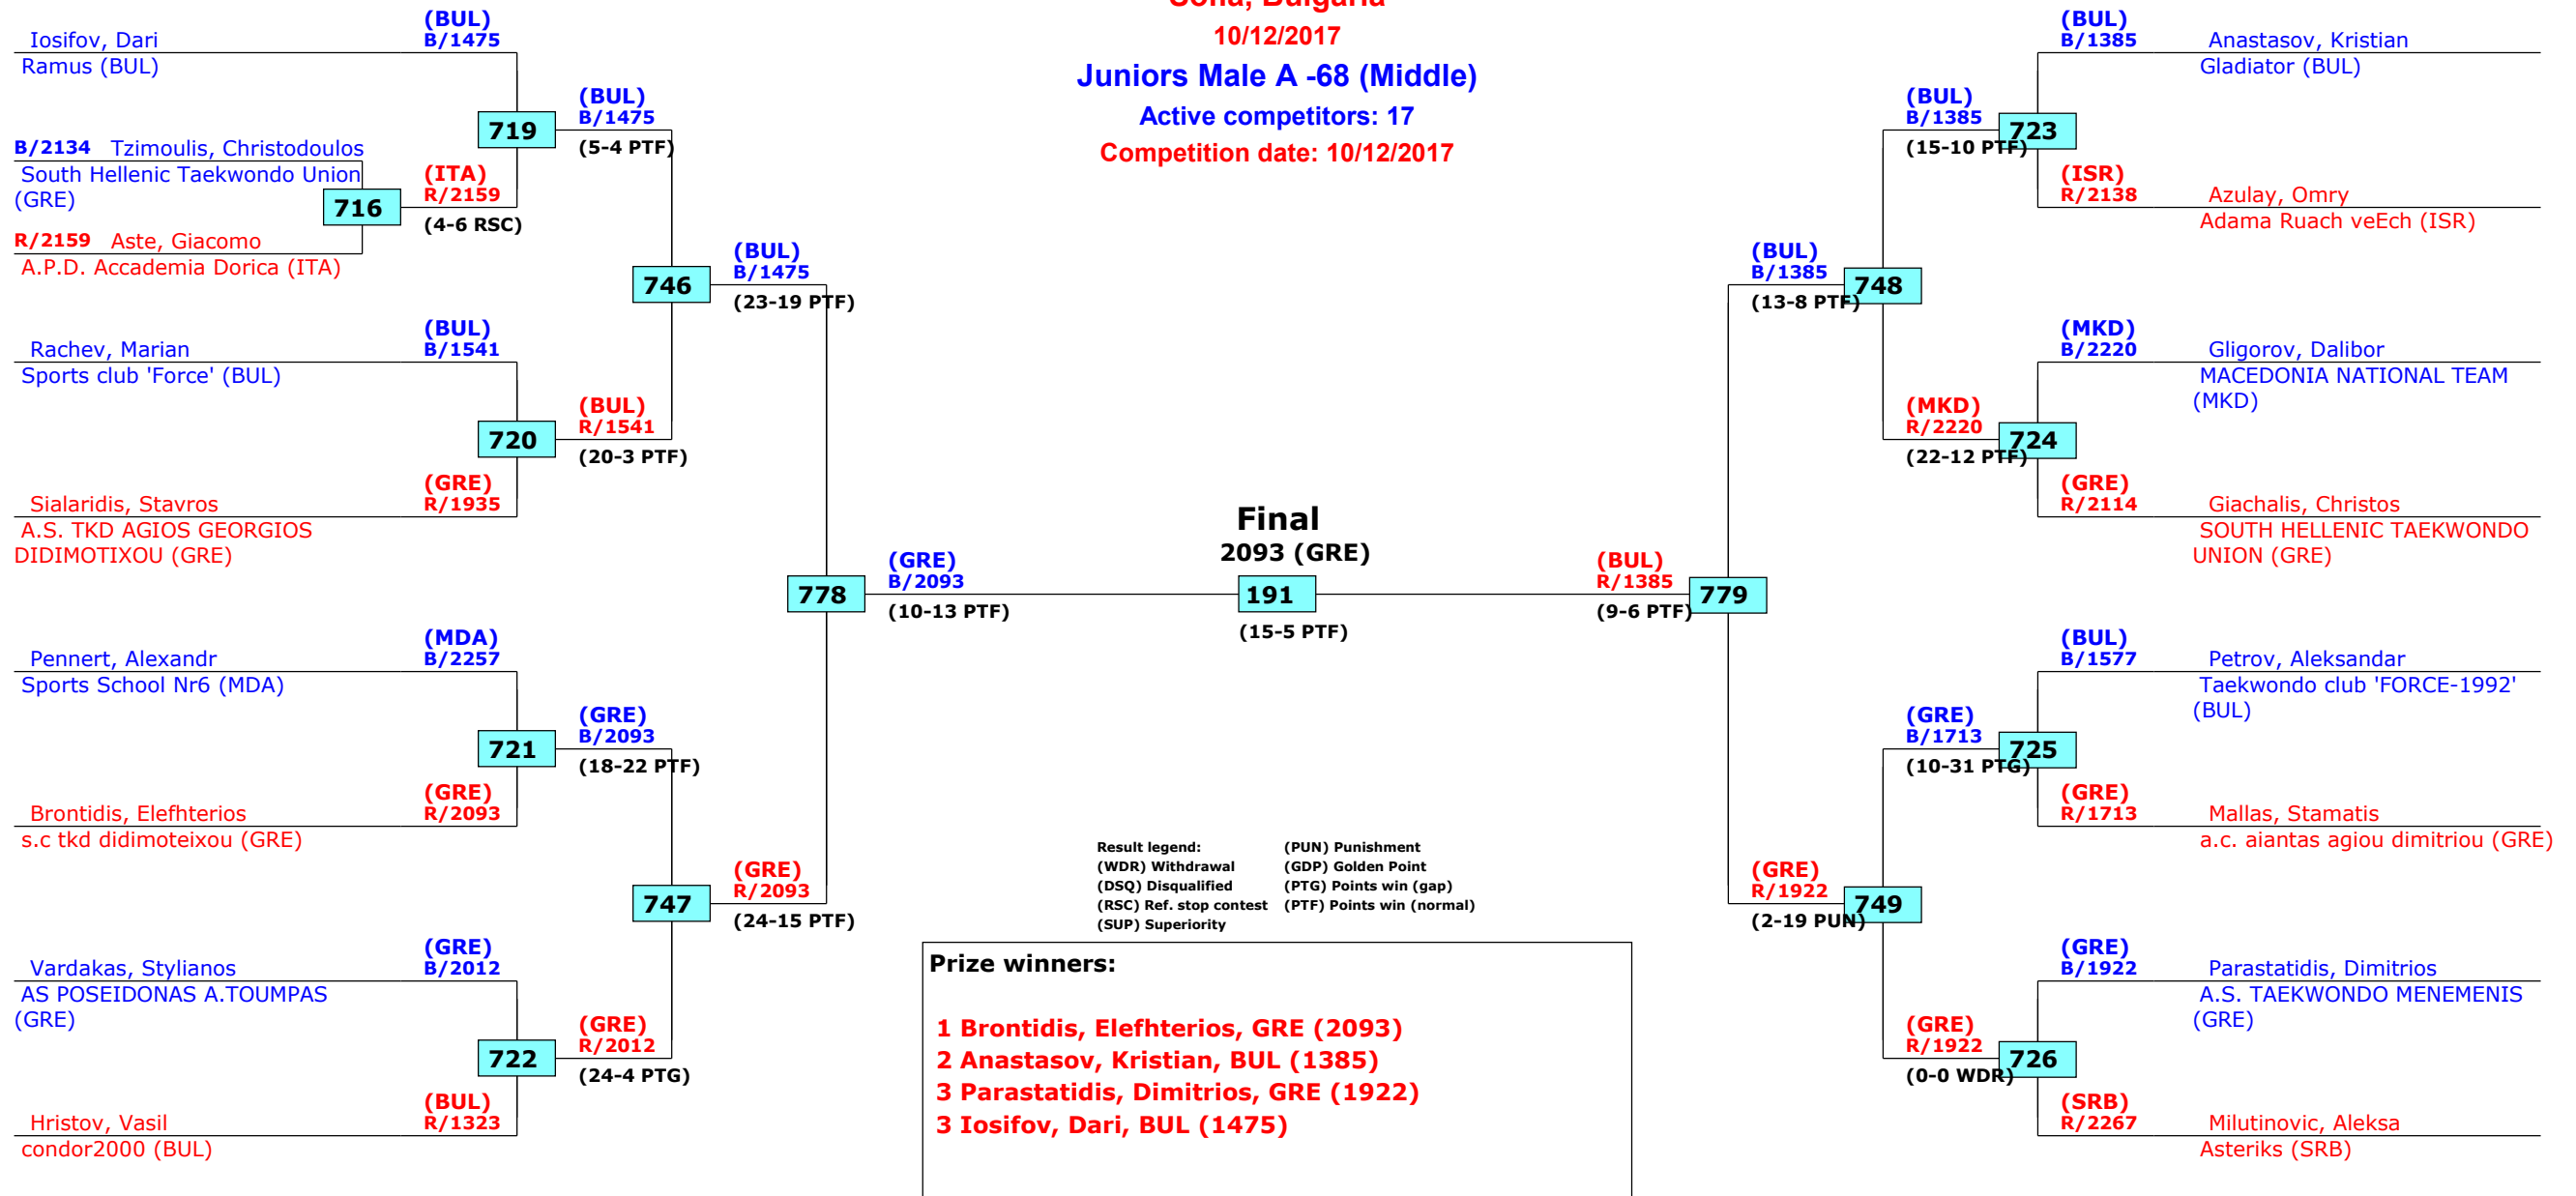 Sofia, Bulgaria
10/12/2017
Juniors Male A -68 (Middle)
Active competitors: 17
Competition date: 10/12/2017
(BUL)
Iosifov, Dari B/1475
Ramus (BUL)
719
(BUL)
B/1475
(5-4 PTF)
B/2134 Tzimoulis, Christodoulos
South Hellenic Taekwondo Union
(GRE)
716
(ITA)
R/2159
(4-6 RSC)
R/2159 Aste, Giacomo
A.P.D. Accademia Dorica (ITA)
746
(BUL)
B/1475
(23-19 PTF)
(BUL)
Rachev, Marian B/1541
Sports club 'Force' (BUL)
720
(BUL)
R/1541
(20-3 PTF)
(GRE)
Sialaridis, Stavros R/1935
A.S. TKD AGIOS GEORGIOS
DIDIMOTIXOU (GRE)
778
(GRE)
B/2093
(10-13 PTF)
(MDA)
Pennert, Alexandr B/2257
Sports School Nr6 (MDA)
721
(GRE)
B/2093
(18-22 PTF)
(GRE)
Brontidis, Elefhterios R/2093
s.c tkd didimoteixou (GRE)
747
(GRE)
R/2093
(24-15 PTF)
(GRE)
Vardakas, Stylianos B/2012
AS POSEIDONAS A.TOUMPAS
(GRE)
722
(GRE)
R/2012
(24-4 PTG)
(BUL)
Hristov, Vasil R/1323
condor2000 (BUL)
Final
2093 (GRE)
191
(15-5 PTF)
(BUL)
R/1385
(9-6 PTF)
779
(BUL)
B/1385 Anastasov, Kristian
Gladiator (BUL)
(BUL)
B/1385
(15-10 PTF)
723
(ISR)
R/2138 Azulay, Omry
Adama Ruach veEch (ISR)
(BUL)
B/1385
(13-8 PTF)
748
(MKD)
B/2220 Gligorov, Dalibor
MACEDONIA NATIONAL TEAM
(MKD)
(MKD)
R/2220
(22-12 PTF)
724
(GRE)
R/2114 Giachalis, Christos
SOUTH HELLENIC TAEKWONDO
UNION (GRE)
(BUL)
B/1577 Petrov, Aleksandar
Taekwondo club 'FORCE-1992'
(BUL)
(GRE)
B/1713
(10-31 PTG)
725
(GRE)
R/1713 Mallas, Stamatis
a.c. aiantas agiou dimitriou (GRE)
(GRE)
R/1922
(2-19 PUN)
749
(GRE)
B/1922 Parastatidis, Dimitrios
A.S. TAEKWONDO MENEMENIS
(GRE)
(GRE)
R/1922
(0-0 WDR)
726
(SRB)
R/2267 Milutinovic, Aleksa
Asteriks (SRB)
Result legend: (PUN) Punishment
(WDR) Withdrawal (GDP) Golden Point
(DSQ) Disqualified (PTG) Points win (gap)
(RSC) Ref. stop contest (PTF) Points win (normal)
(SUP) Superiority
Prize winners:
1 Brontidis, Elefhterios, GRE (2093)
2 Anastasov, Kristian, BUL (1385)
3 Parastatidis, Dimitrios, GRE (1922)
3 Iosifov, Dari, BUL (1475)